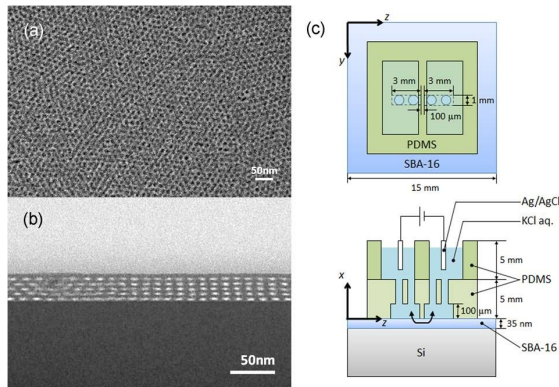 (a)
50nm
(b)
50nm
(c)
z
y
3 mm
3 mm
1 mm
100 μm
PDMS
SBA-16
15 mm
Ag/AgCl
KCl aq.
5 mm
PDMS
x
5 mm
100 μm
z
35 nm
Si
SBA-16